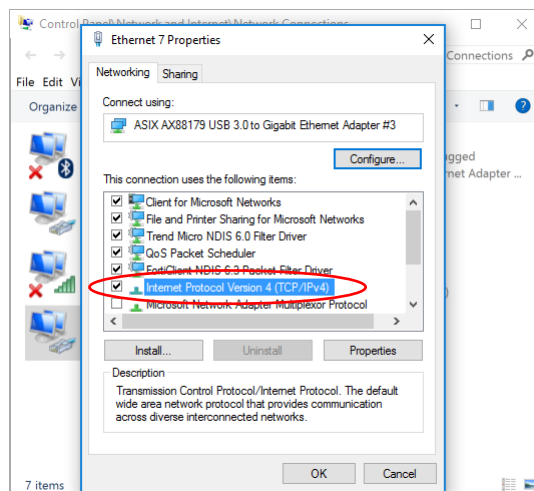 Control Panel\Network and Internet\Network Connections
Ethernet 7 Properties
Connections
File Edit Vi
Networking Sharing
Organize
Connect using:
ASIX AX88179 USB 3.0 to Gigabit Ethernet Adapter #3
Configure...
gged
net Adapter ...
This connection uses the following items:
Client for Microsoft Networks
File and Printer Sharing for Microsoft Networks
Trend Micro NDIS 6.0 Filter Driver
QoS Packet Scheduler
FortiClient NDIS 6.3 Packet Filter Driver
Internet Protocol Version 4 (TCP/IPv4)
Microsoft Network Adapter Multiplexor Protocol
Install... Uninstall Properties
Description
Transmission Control Protocol/Internet Protocol. The default
wide area network protocol that provides communication
across diverse interconnected networks.
OK Cancel
7 items